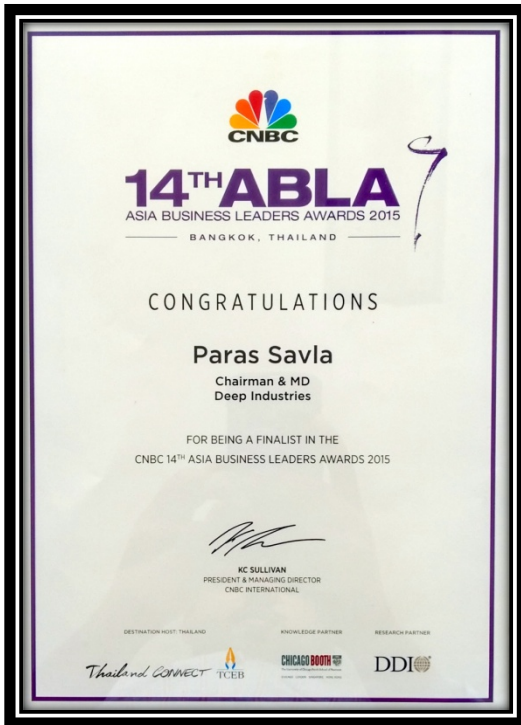 CNBC
14TH ABLA
ASIA BUSINESS LEADERS AWARDS 2015
BANGKOK, THAILAND
CONGRATULATIONS
Paras Savla
Chairman & MD
Deep Industries
FOR BEING A FINALIST IN THE
CNBC 14TH ASIA BUSINESS LEADERS AWARDS 2015
KC SULLIVAN
PRESIDENT & MANAGING DIRECTOR
CNBC INTERNATIONAL
DESTINATION HOST: THAILAND
KNOWLEDGE PARTNER
RESEARCH PARTNER
Thailand CONNECT
TCEB
CHICAGO BOOTH
DDI